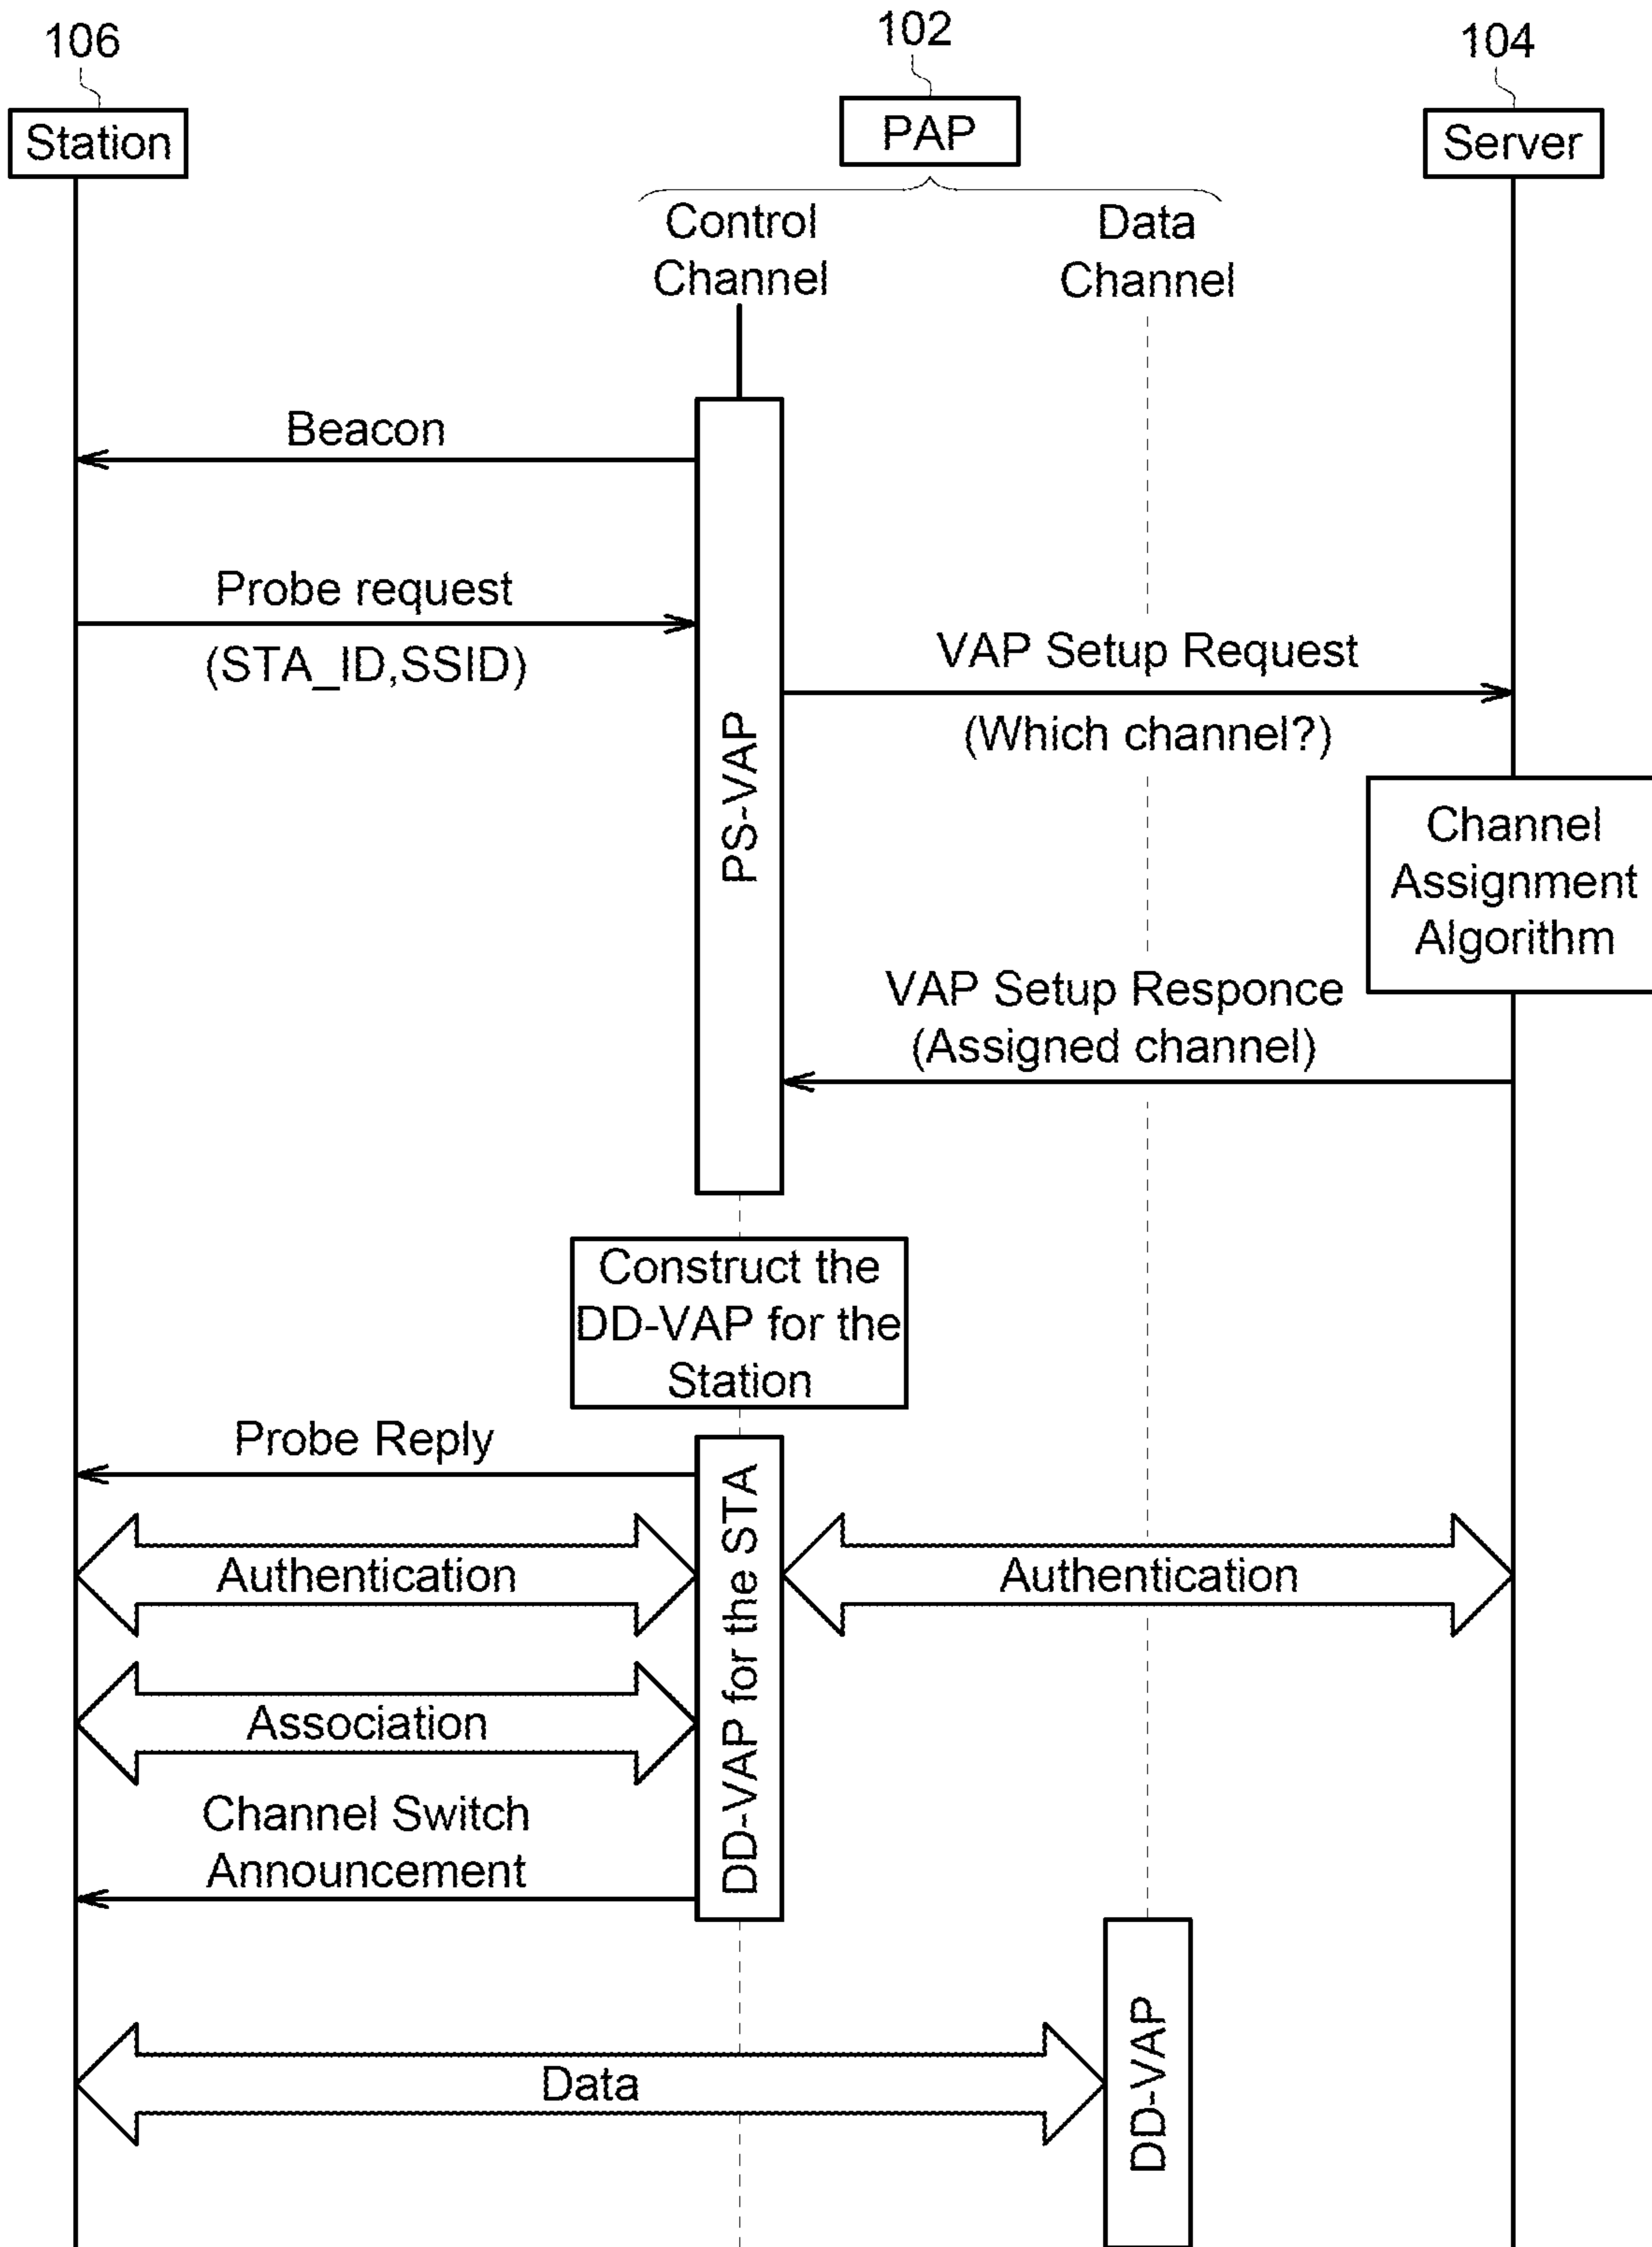 106
102
104
Station
PAP
Server
Control
Channel
Data
Channel
Beacon
Probe request
(STA_ID,SSID)
VAP Setup Request
(Which channel?)
PS-VAP
Channel
Assignment
Algorithm
VAP Setup Responce
(Assigned channel)
Construct the
DD-VAP for the
Station
Probe Reply
DD-VAP for the STA
Authentication
Authentication
Association
Channel Switch
Announcement
Data
DD-VAP